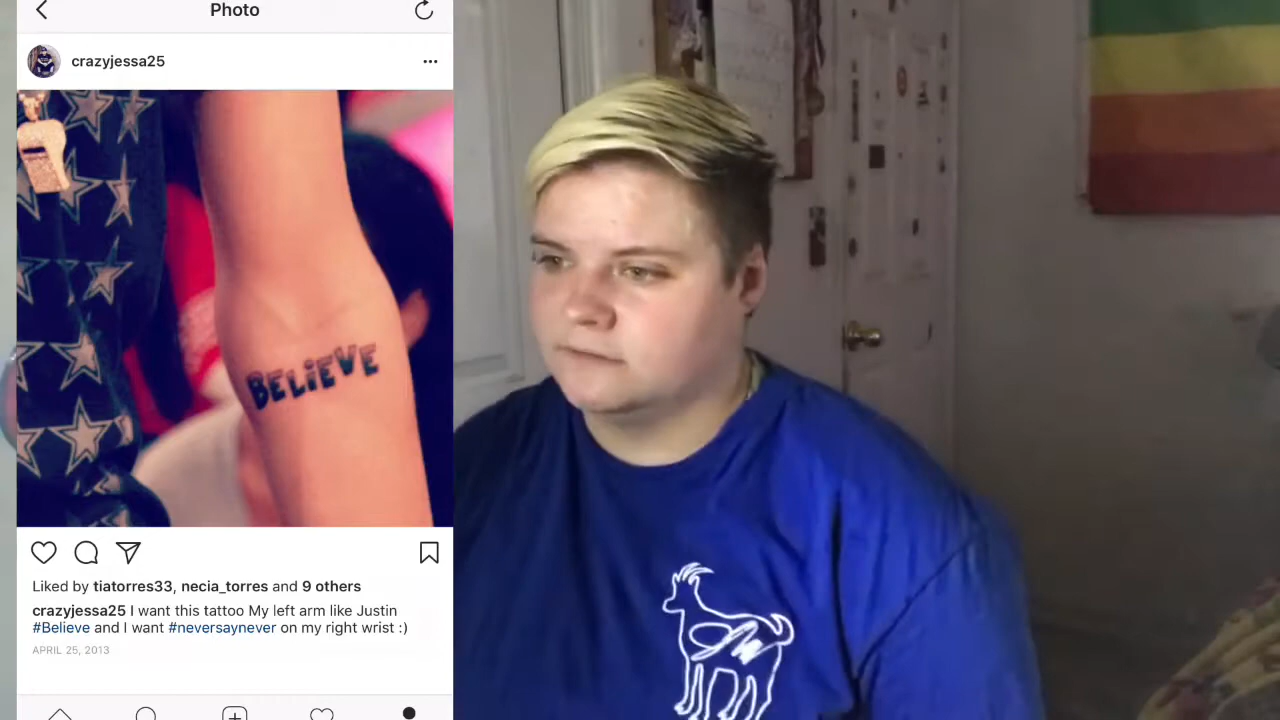 Photo
crazyjessa25
BELiEVE
Liked by tiatorres33, necia_torres and 9 others
crazyjessa25 I want this tattoo My left arm like Justin
#Believe and I want #neversaynever on my right wrist :)
APRIL 25, 2013